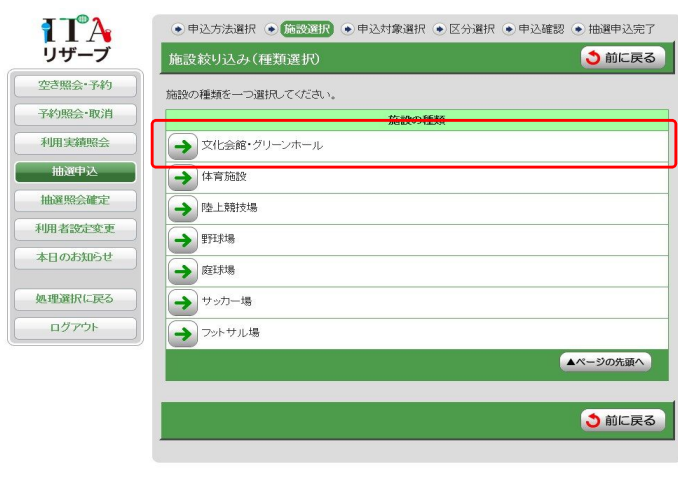 ITA
リザーブ
空き照会・予約
予約照会・取消
利用実績照会
抽選申込
抽選照会確定
利用者設定変更
本日のお知らせ
処理選択に戻る
ログアウト
申込方法選択 施設選択 申込対象選択 区分選択 申込確認 抽選申込完了
施設絞り込み(種類選択) 前に戻る
施設の種類を一つ選択してください。
施設の種類
文化会館・グリーンホール
体育施設
陸上競技場
野球場
庭球場
サッカー場
フットサル場
▲ページの先頭へ
前に戻る